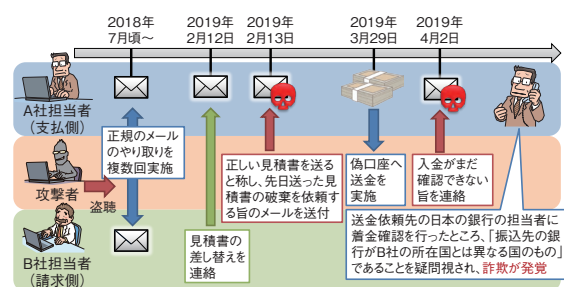 2018年
7月頃～
2019年
2月12日
2019年
2月13日
2019年
3月29日
2019年
4月2日
A社担当者
（支払側）
正規のメール
のやり取りを
複数回実施
攻撃者
盗聴
正しい見積書を送る
と称し、先日送った見
積書の破棄を依頼す
る旨のメールを送付
偽口座へ
送金を
実施
入金がまだ
確認できない
旨を連絡
見積書の
差し替えを
連絡
送金依頼先の日本の銀行の担当者に
着金確認を行ったところ、「振込先の銀
行がB社の所在国とは異なる国のもの」
であることを疑問視され、詐欺が発覚
B社担当者
（請求側）